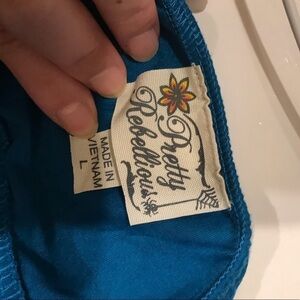 Pretty
Rebellious
MADE IN
VIETNAM
L